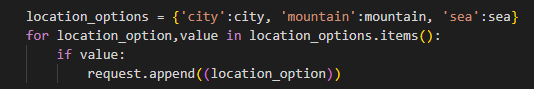 location_options = {'city':city, 'mountain':mountain, 'sea':sea}
for location_option,value in location_options.items():
    if value:
        request.append((location_option))